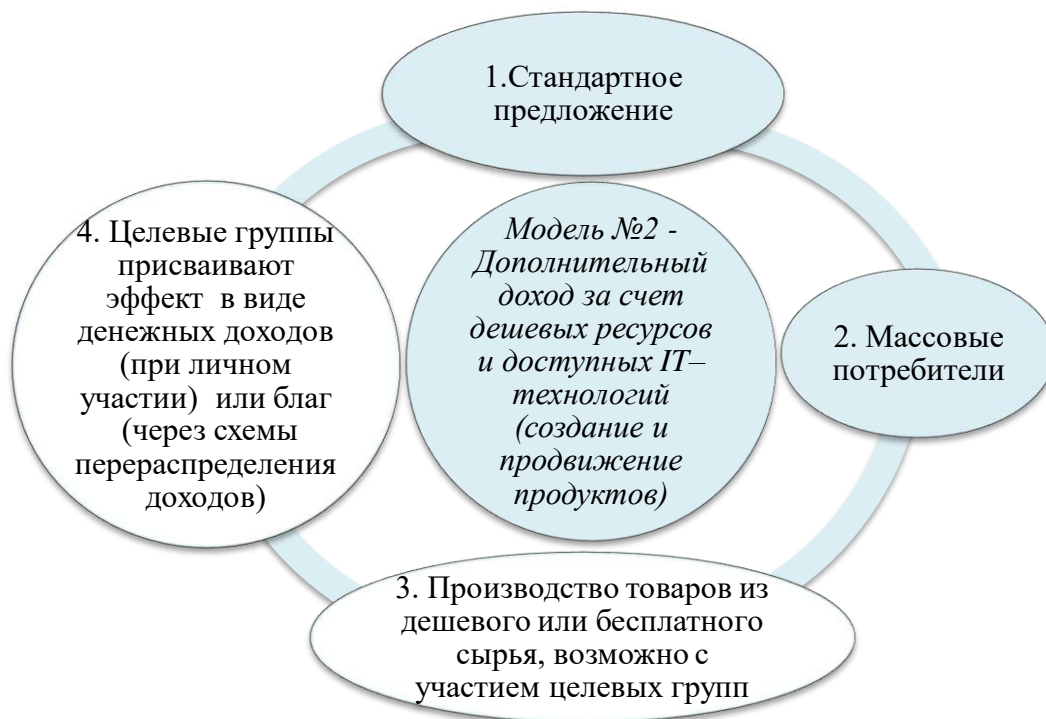 1.Стандартное
предложение
Модель №2 -
Дополнительный
доход за счет
дешевых ресурсов
и доступных IT–
технологий
(создание и
продвижение
продуктов)
2. Массовые
потребители
3. Производство товаров из
дешевого или бесплатного
сырья, возможно с
участием целевых групп
4. Целевые группы
присваивают
эффект в виде
денежных доходов
(при личном
участии) или благ
(через схемы
перераспределения
доходов)